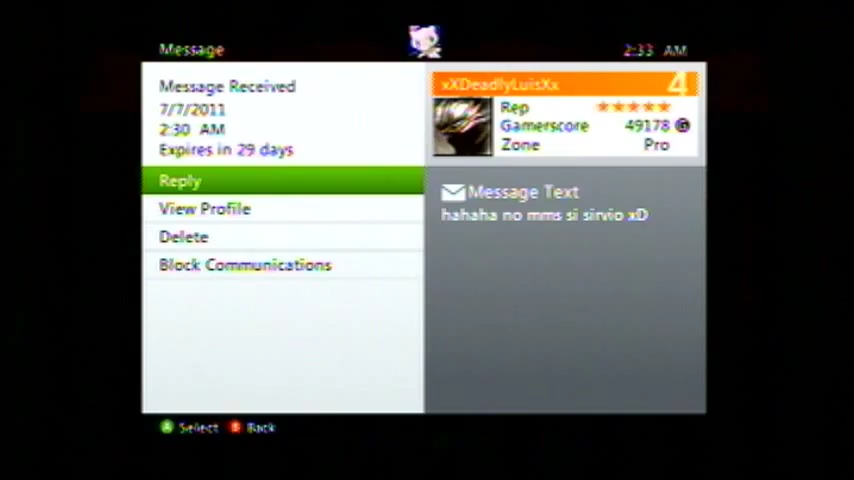 Message
2:33 AM
Message Received
7/7/2011
2:30 AM
Expires in 29 days
Reply
View Profile
Delete
Block Communications
xXDeadlyLuisXx
4
Rep
Gamerscore 49178 G
Zone Pro
Message Text
hahaha no mms si sirvio xD
A Select B Back